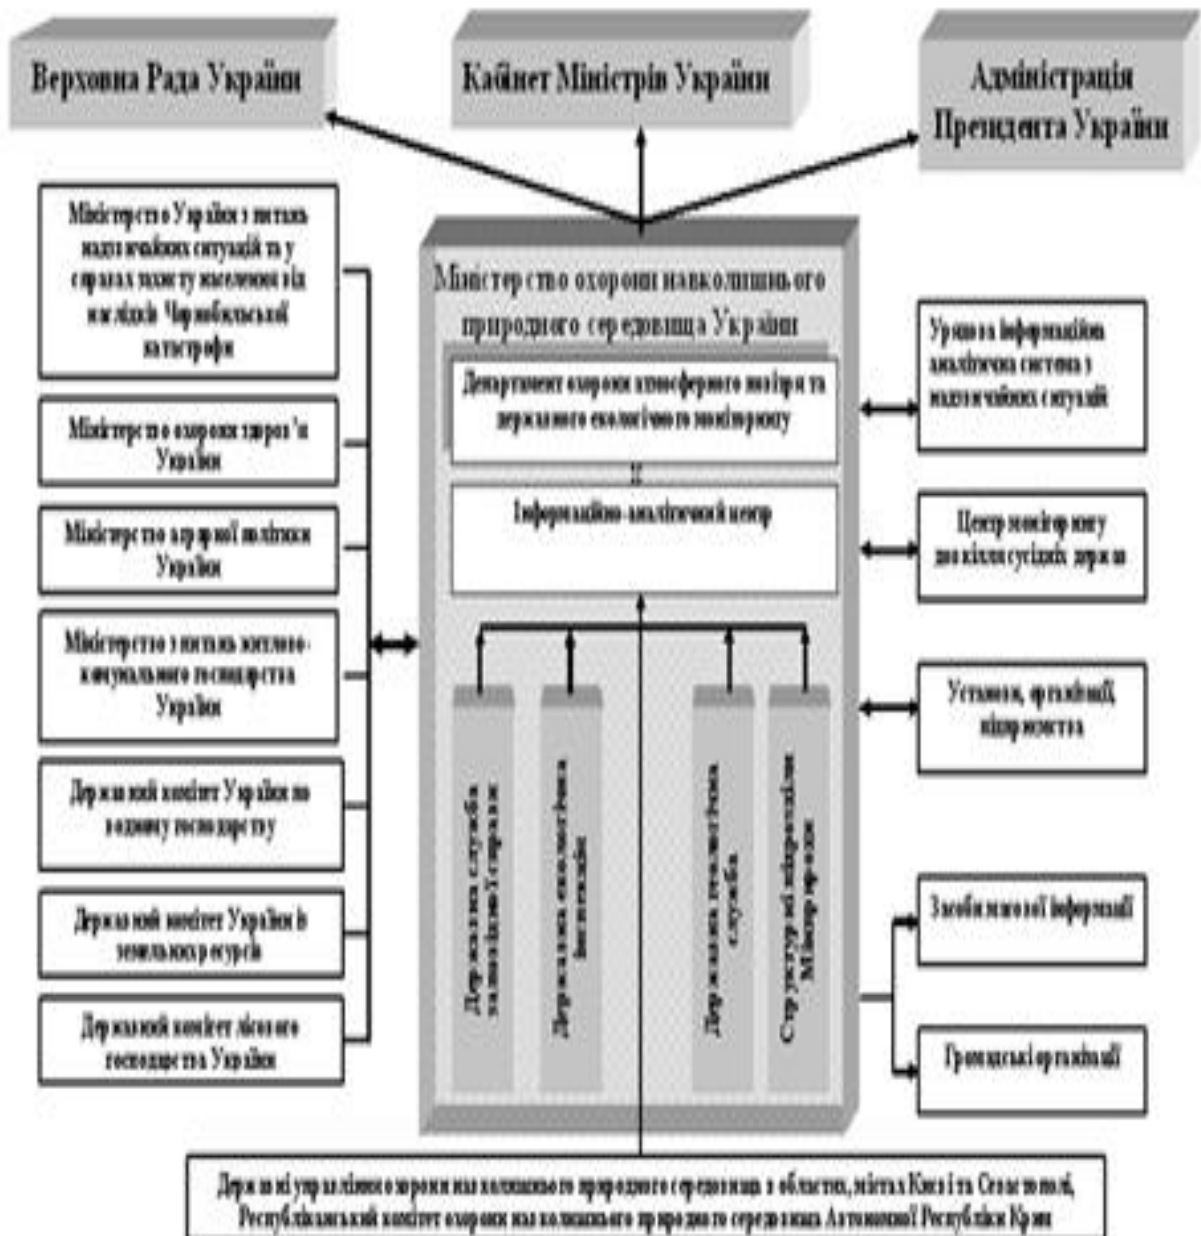 Верховна Рада України
Кабінет Міністрів України
Адміністрація
Президента України
Міністерство України з питань
надзвичайних ситуацій та у
справах захисту населення від
наслідків Чорнобильської
катастрофи
Міністерство охорони здоров'я
України
Міністерство аграрної політики
України
Міністерство з питань житлово-
комунального господарства
України
Державний комітет України по
водному господарству
Державний комітет України із
земельних ресурсів
Державний комітет лісового
господарства України
Міністерство охорони навколишнього
природного середовища України
Департамент охорони атмосферного повітря та
державного екологічного моніторингу
Інформаційно-аналітичний центр
Державна служба
заповідної справи
Державна екологічна
інспекція
Державна геологічна
служба
Структурні підрозділи
Мінприроди
Урядова інформаційна
аналітична система з
надзвичайних ситуацій
Центр моніторингу
довкілля сусідніх держав
Установи, організації,
підприємства
Засоби масової інформації
Громадські організації
Державні управління охорони навколишнього природного середовища в областях, містах Києві та Севастополі,
Республіканський комітет охорони навколишнього природного середовища Автономної Республіки Крим